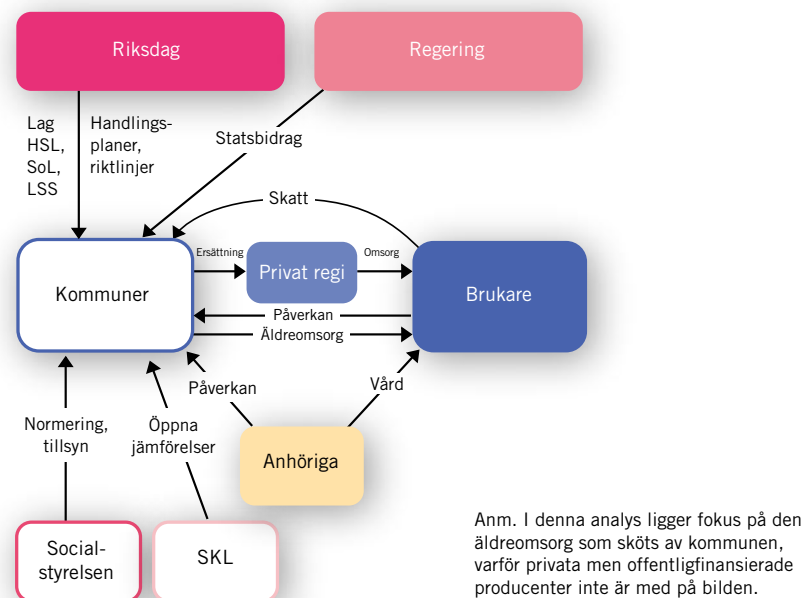 Riksdag
Regering
Lag
HSL,
SoL,
LSS
Handlings-
planer,
riktlinjer
Statsbidrag
Skatt
Ersättning
Omsorg
Kommuner
Privat regi
Brukare
Påverkan
Äldreomsorg
Påverkan
Vård
Normering,
tillsyn
Öppna
jämförelser
Anhöriga
Social-
styrelsen
SKL
Anm. I denna analys ligger fokus på den
äldreomsorg som sköts av kommunen,
varför privata men offentligfinansierade
producenter inte är med på bilden.